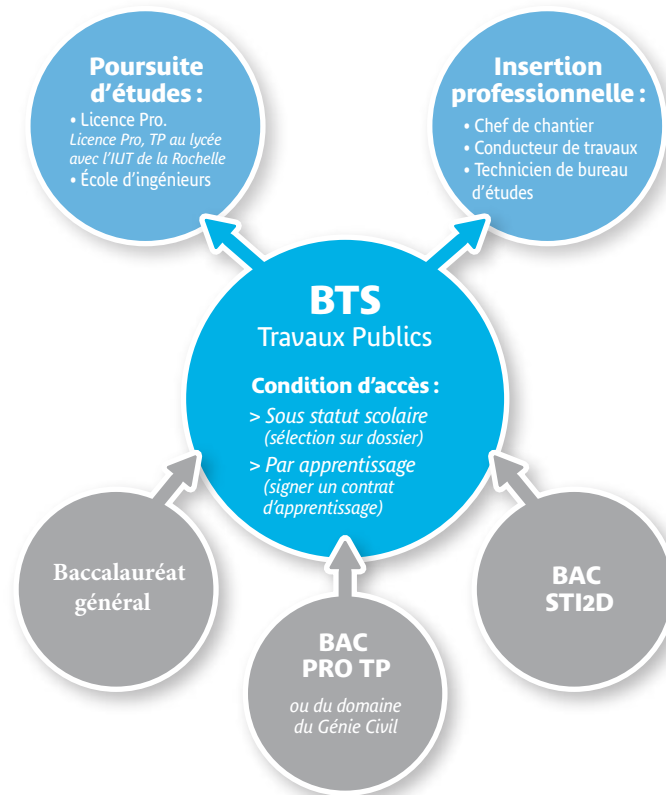 Poursuite
d'études :
• Licence Pro.
Licence Pro, TP au lycée
avec l'IUT de la Rochelle
• École d'ingénieurs
Insertion
professionnelle :
• Chef de chantier
• Conducteur de travaux
• Technicien de bureau
d'études
BTS
Travaux Publics
Condition d'accès :
> Sous statut scolaire
(sélection sur dossier)
> Par apprentissage
(signer un contrat
d'apprentissage)
Baccalauréat
général
BAC
PRO TP
ou du domaine
du Génie Civil
BAC
STI2D